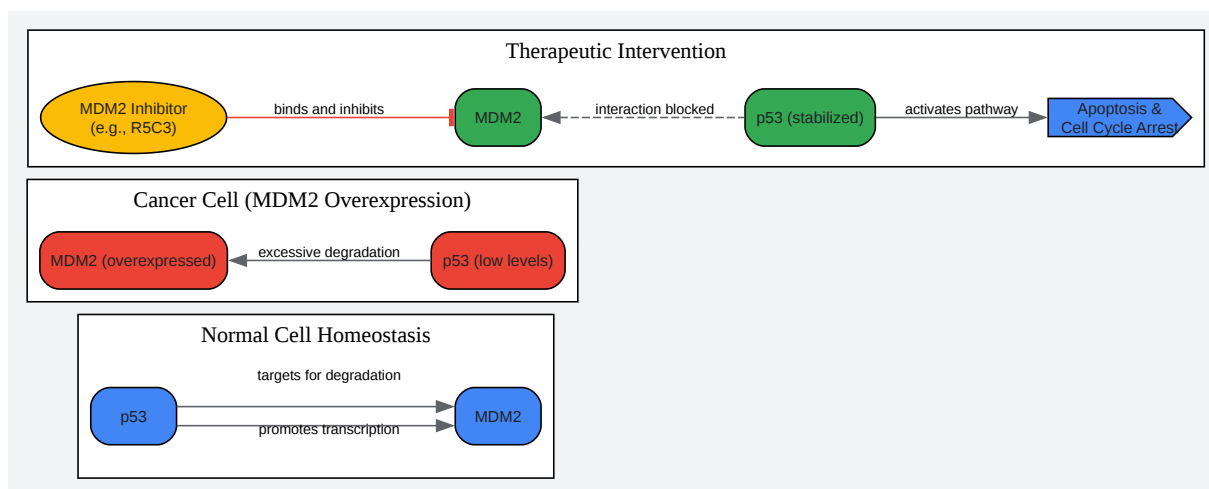 Therapeutic Intervention
MDM2 Inhibitor
(e.g., R5C3)
binds and inhibits
MDM2
interaction blocked
p53 (stabilized)
activates pathway
Apoptosis &
Cell Cycle Arrest
Cancer Cell (MDM2 Overexpression)
MDM2 (overexpressed)
excessive degradation
p53 (low levels)
Normal Cell Homeostasis
targets for degradation
p53
MDM2
promotes transcription